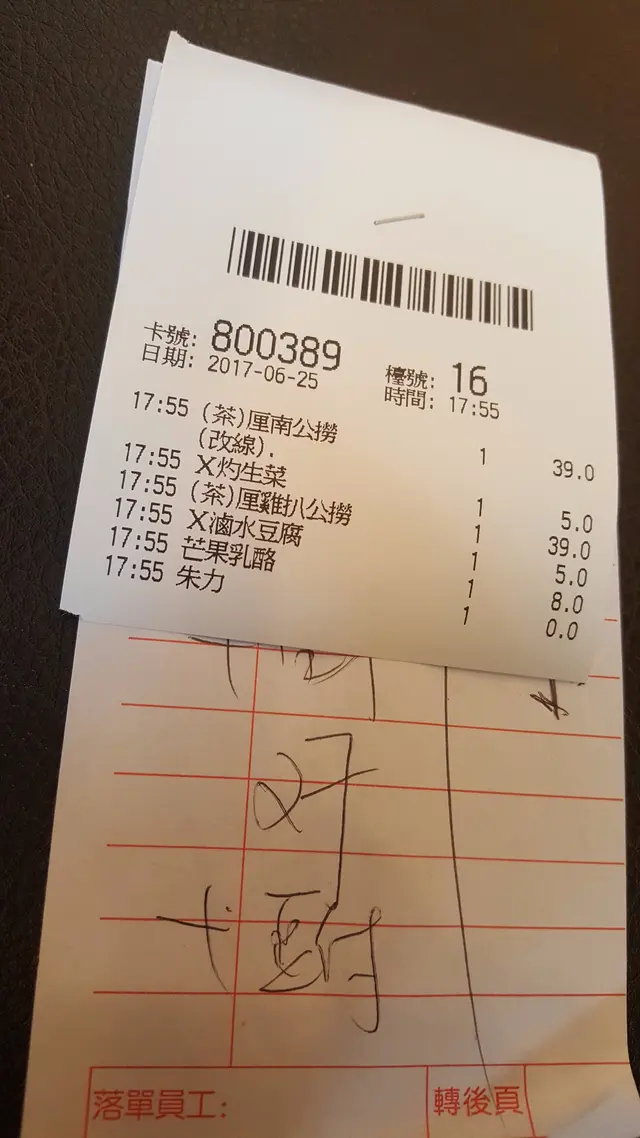 卡號: 800389 檯號: 16
日期: 2017-06-25 時間: 17:55
17:55 (茶)厘南公撈 1 39.0
(改線).
17:55 X灼生菜 1 5.0
17:55 (茶)厘雞扒公撈 1 39.0
17:55 X滷水豆腐 1 5.0
17:55 芒果乳酪 1 8.0
17:55 朱力 1 0.0
落單員工: 轉後頁